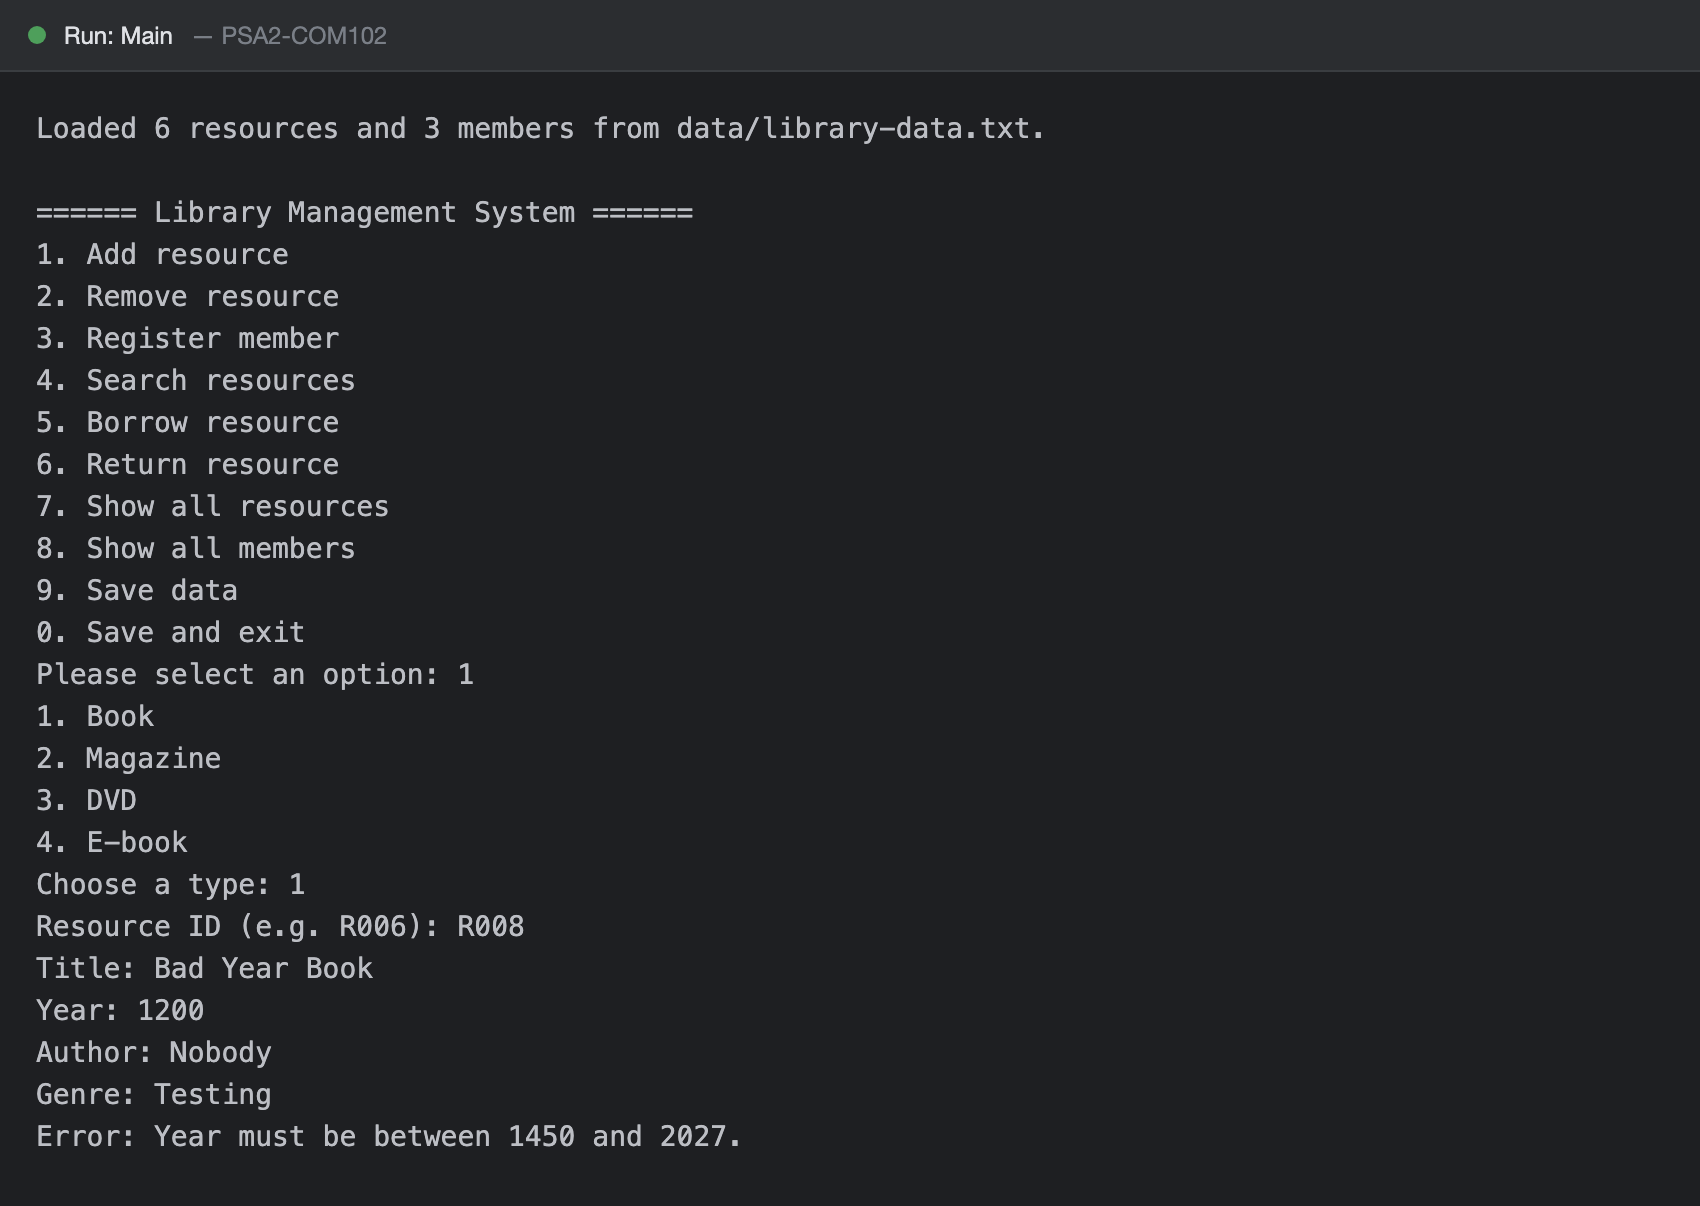 Run: Main — PSA2-COM102
Loaded 6 resources and 3 members from data/library-data.txt.
====== Library Management System ======
1. Add resource
2. Remove resource
3. Register member
4. Search resources
5. Borrow resource
6. Return resource
7. Show all resources
8. Show all members
9. Save data
0. Save and exit
Please select an option: 1
1. Book
2. Magazine
3. DVD
4. E-book
Choose a type: 1
Resource ID (e.g. R006): R008
Title: Bad Year Book
Year: 1200
Author: Nobody
Genre: Testing
Error: Year must be between 1450 and 2027.